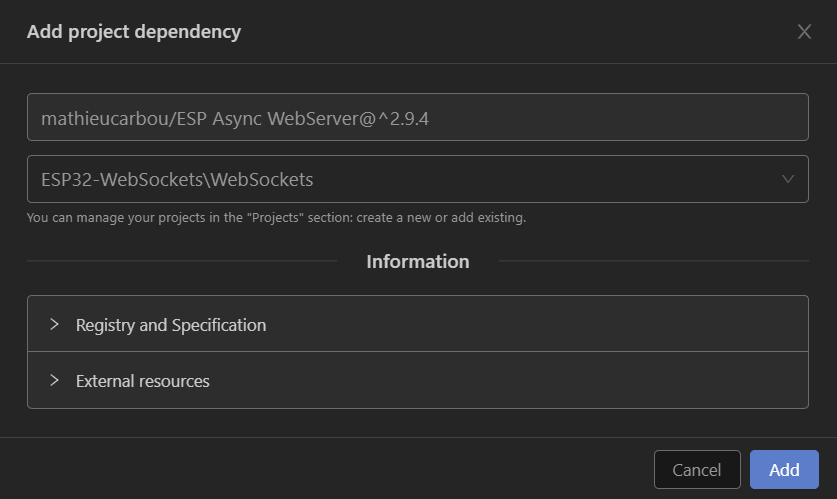 Add project dependency
mathieucarbou/ESP Async WebServer@^2.9.4
ESP32-WebSockets\WebSockets
You can manage your projects in the "Projects" section: create a new or add existing.
Information
Registry and Specification
External resources
Cancel
Add